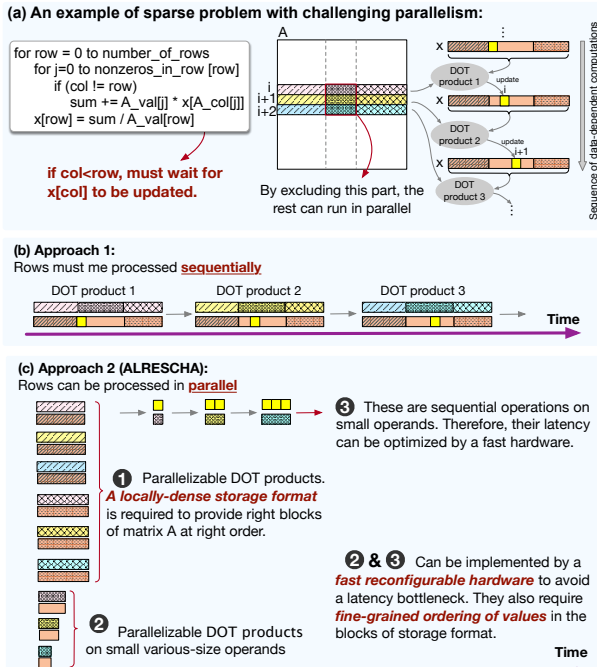 (a) An example of sparse problem with challenging parallelism:
for row = 0 to number_of_rows
for j=0 to nonzeros_in_row [row]
if (col != row)
sum += A_val[j] * x[A_col[j]]
x[row] = sum / A_val[row]
if col<row, must wait for
x[col] to be updated.
A
i
i+1
i+2
By excluding this part, the
rest can run in parallel
⋮
x
DOT
product 1
update
i
x
DOT
product 2
update
i+1
x
DOT
product 3
⋮
Sequence of data-dependent computations
(b) Approach 1:
Rows must me processed sequentially
DOT product 1
DOT product 2
DOT product 3
Time
(c) Approach 2 (ALRESCHA):
Rows can be processed in parallel
3 These are sequential operations on
small operands. Therefore, their latency
can be optimized by a fast hardware.
1 Parallelizable DOT products.
A locally-dense storage format
is required to provide right blocks
of matrix A at right order.
2 & 3 Can be implemented by a
fast reconfigurable hardware to avoid
a latency bottleneck. They also require
fine-grained ordering of values in the
blocks of storage format.
2 Parallelizable DOT products
on small various-size operands
Time